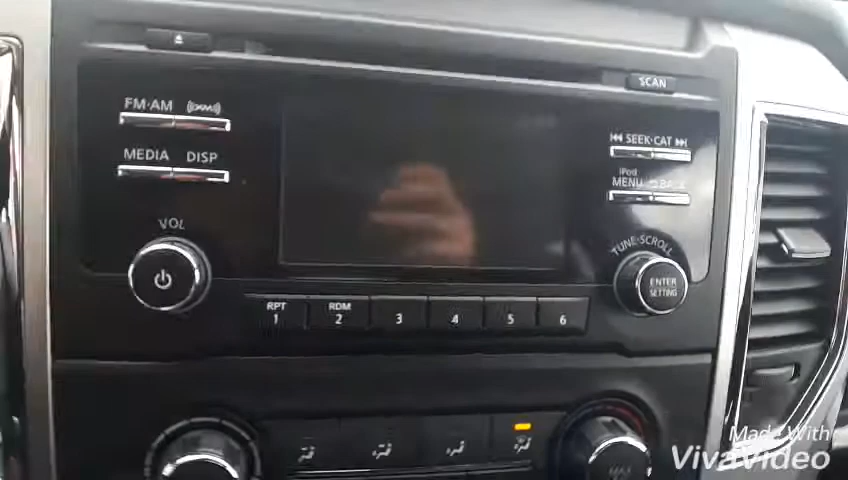 SCAN
FM·AM (((XM)))
SEEK·CAT
MEDIA DISP
iPod
MENU BACK
VOL
TUNE·SCROLL
ENTER
SETTING
RPT
1
RDM
2
3
4
5
6
Made With
VivaVideo